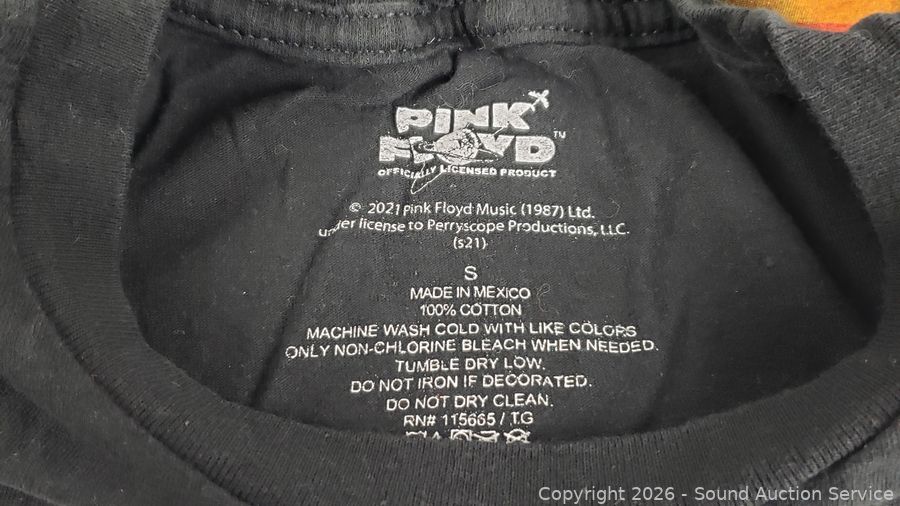 PINK
FLOYD™
OFFICIALLY LICENSED PRODUCT
© 2021 Pink Floyd Music (1987) Ltd.
under license to Perryscope Productions, LLC.
(s21)
S
MADE IN MEXICO
100% COTTON
MACHINE WASH COLD WITH LIKE COLORS
ONLY NON-CHLORINE BLEACH WHEN NEEDED.
TUMBLE DRY LOW.
DO NOT IRON IF DECORATED.
DO NOT DRY CLEAN.
RN# 115665 / TG
Copyright 2026 - Sound Auction Service